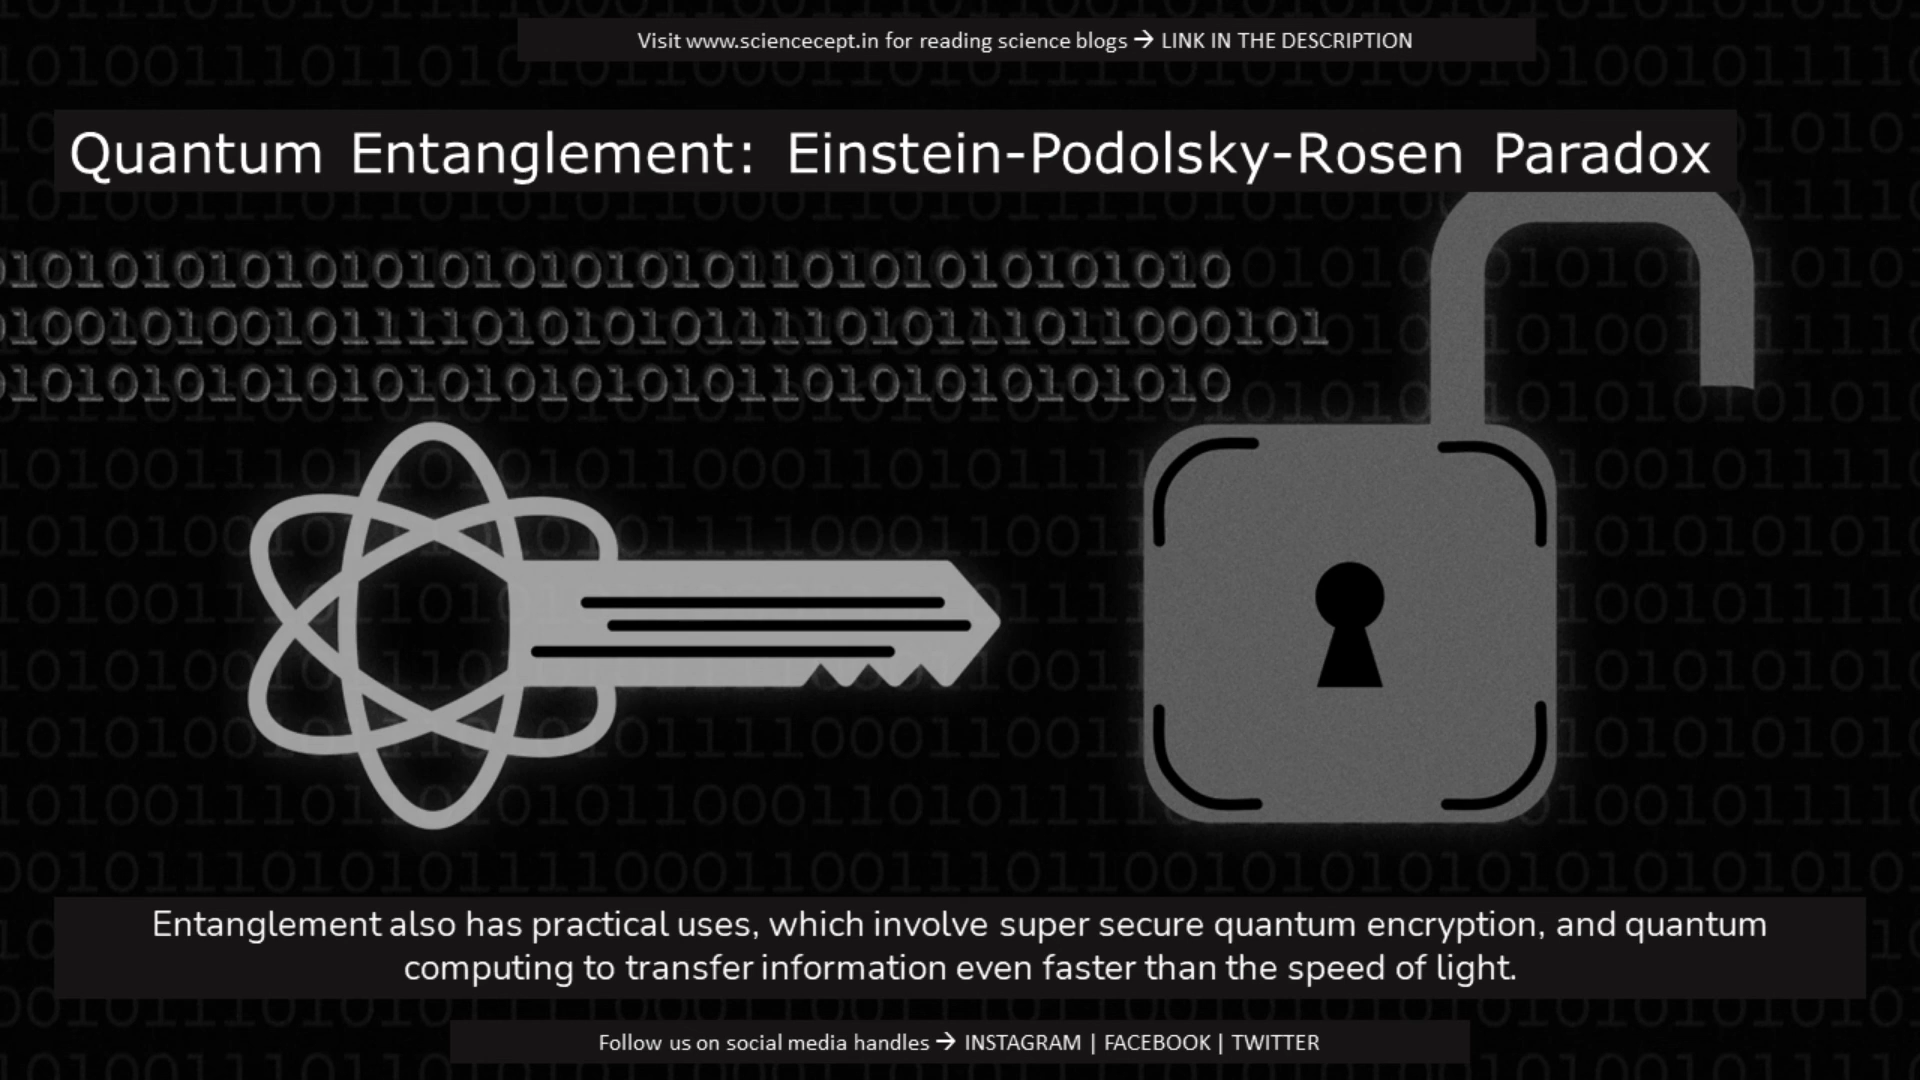 Visit www.sciencecept.in for reading science blogs → LINK IN THE DESCRIPTION
Quantum Entanglement: Einstein-Podolsky-Rosen Paradox
Entanglement also has practical uses, which involve super secure quantum encryption, and quantum
computing to transfer information even faster than the speed of light.
Follow us on social media handles → INSTAGRAM | FACEBOOK | TWITTER